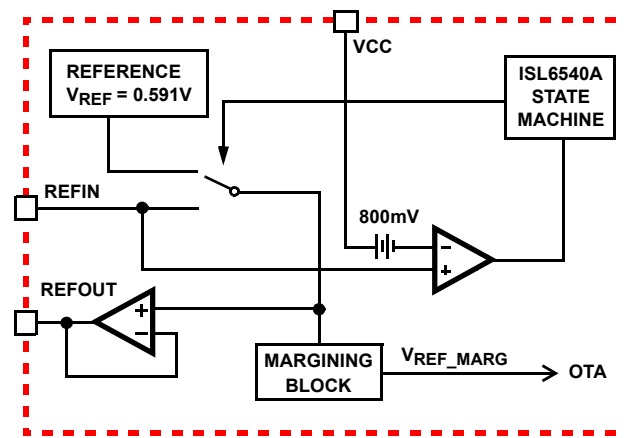 VCC
REFERENCE
VREF = 0.591V
ISL6540A
STATE
MACHINE
REFIN
800mV
−
+
REFOUT
+
−
MARGINING
BLOCK
VREF_MARG
OTA